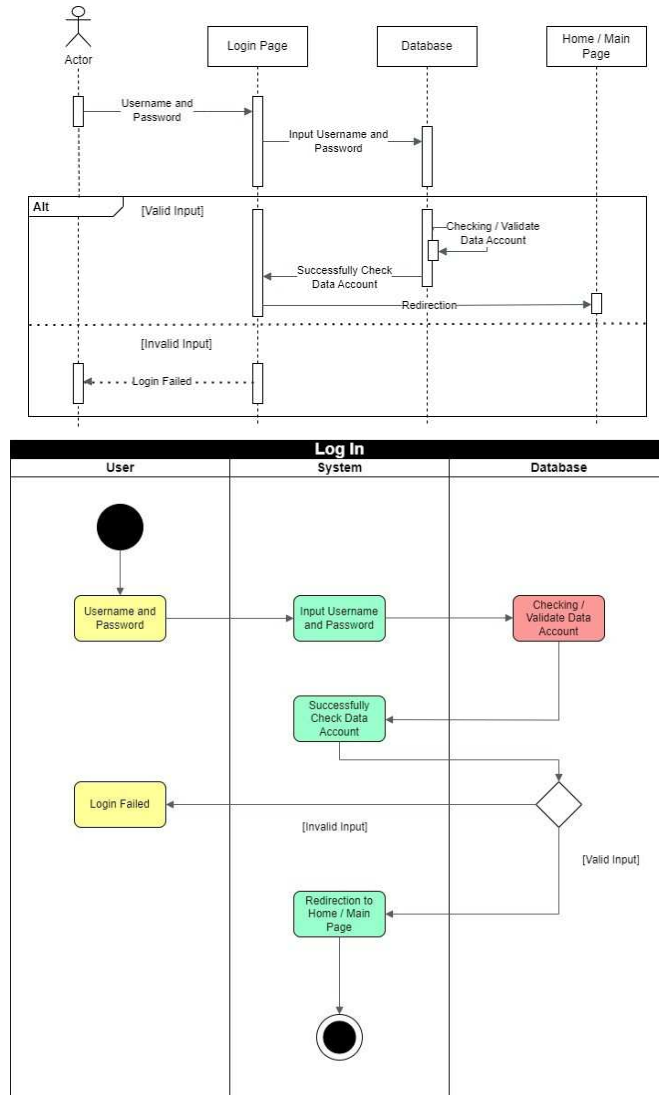 Actor
Login Page
Database
Home / Main
Page
Username and
Password
Input Username and
Password
Alt
[Valid Input]
Checking / Validate
Data Account
Successfully Check
Data Account
Redirection
[Invalid Input]
Login Failed
Log In
User
System
Database
Username and
Password
Input Username
and Password
Checking /
Validate Data
Account
Successfully
Check Data
Account
Login Failed
[Invalid Input]
[Valid Input]
Redirection to
Home / Main
Page